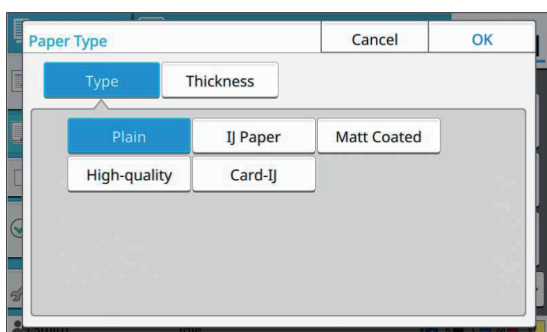 Paper Type Cancel OK
Type Thickness
Plain IJ Paper Matt Coated
High-quality Card-IJ